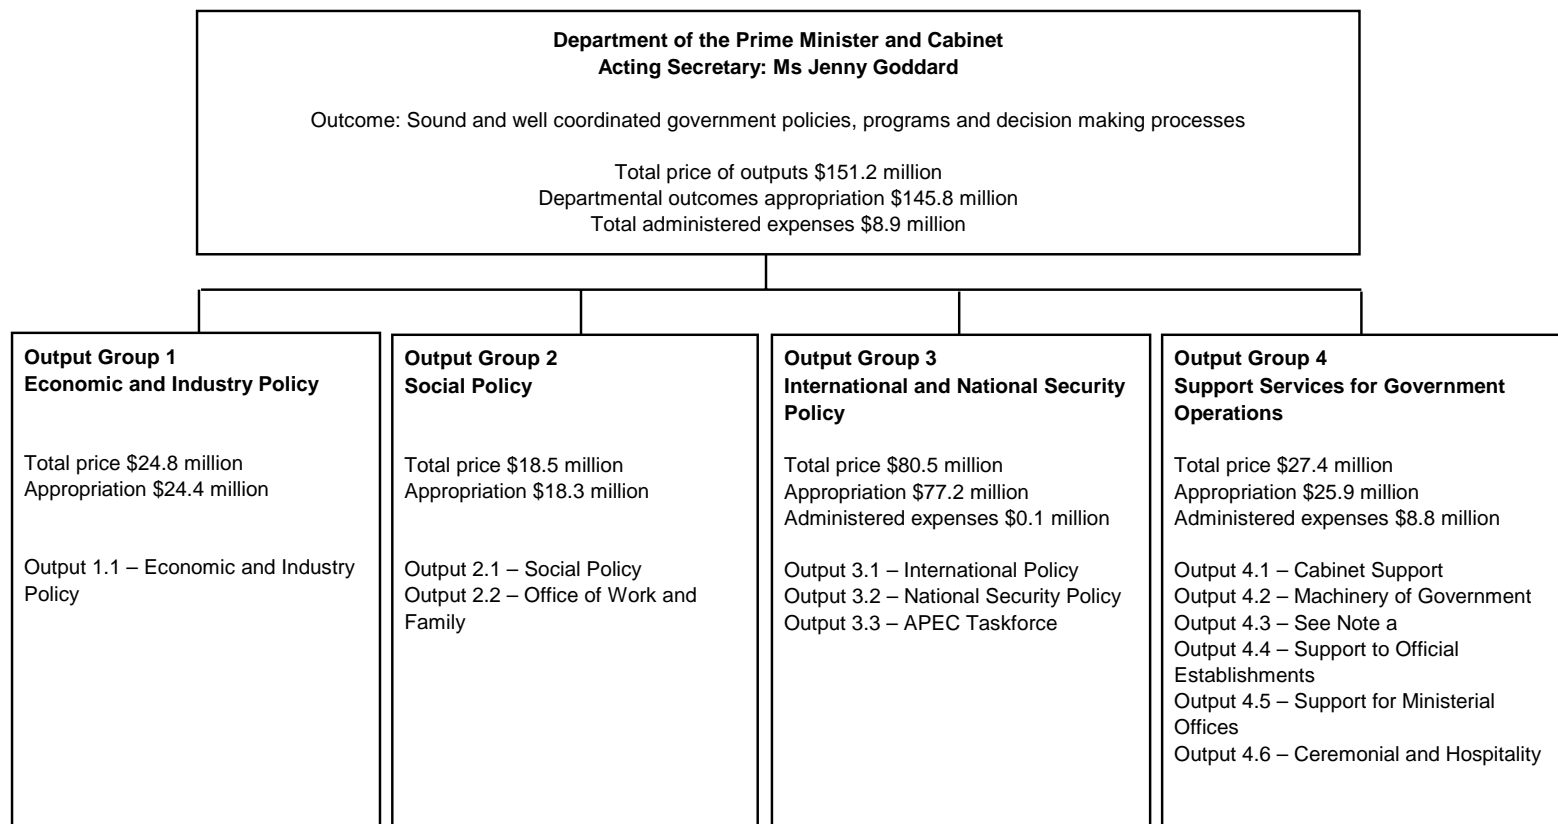 Department of the Prime Minister and Cabinet
Acting Secretary: Ms Jenny Goddard
Outcome: Sound and well coordinated government policies, programs and decision making processes
Total price of outputs $151.2 million
Departmental outcomes appropriation $145.8 million
Total administered expenses $8.9 million
Output Group 1
Economic and Industry Policy
Total price $24.8 million
Appropriation $24.4 million
Output 1.1 – Economic and Industry
Policy
Output Group 2
Social Policy
Total price $18.5 million
Appropriation $18.3 million
Output 2.1 – Social Policy
Output 2.2 – Office of Work and
Family
Output Group 3
International and National Security
Policy
Total price $80.5 million
Appropriation $77.2 million
Administered expenses $0.1 million
Output 3.1 – International Policy
Output 3.2 – National Security Policy
Output 3.3 – APEC Taskforce
Output Group 4
Support Services for Government
Operations
Total price $27.4 million
Appropriation $25.9 million
Administered expenses $8.8 million
Output 4.1 – Cabinet Support
Output 4.2 – Machinery of Government
Output 4.3 – See Note a
Output 4.4 – Support to Official
Establishments
Output 4.5 – Support for Ministerial
Offices
Output 4.6 – Ceremonial and Hospitality